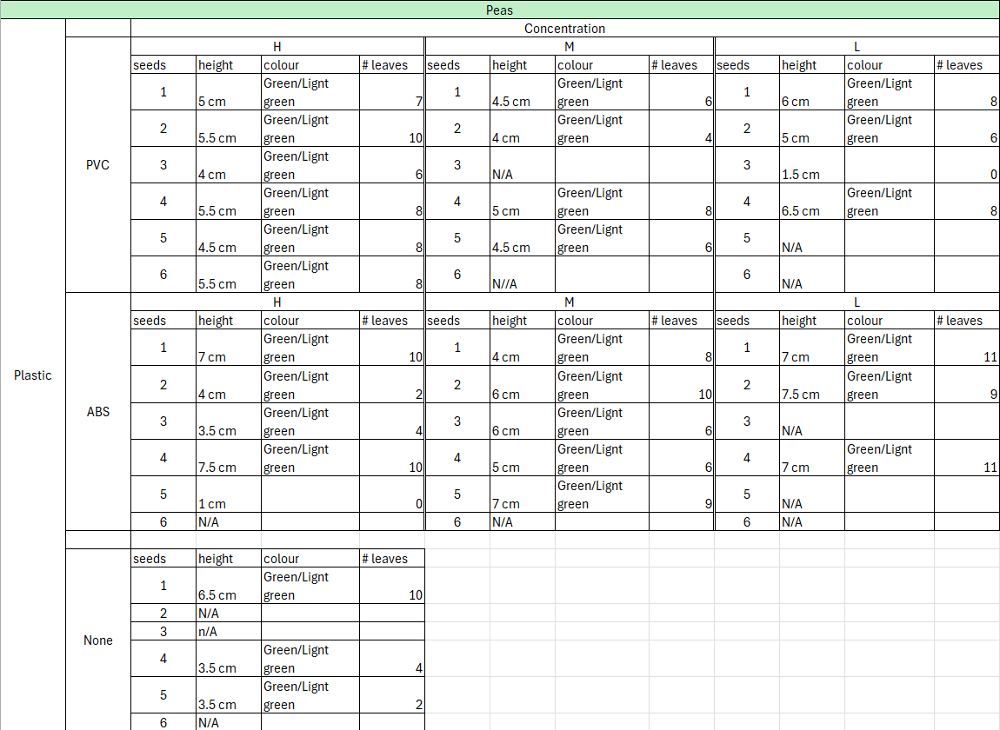 Peas
Concentration
Plastic
PVC
H M L
seeds height colour # leaves seeds height colour # leaves seeds height colour # leaves
1 5 cm Green/Lignt green 7 1 4.5 cm Green/Lignt green 6 1 6 cm Green/Lignt green 8
2 5.5 cm Green/Lignt green 10 2 4 cm Green/Lignt green 4 2 5 cm Green/Lignt green 6
3 4 cm Green/Lignt green 6 3 N/A 3 1.5 cm 0
4 5.5 cm Green/Lignt green 8 4 5 cm Green/Lignt green 8 4 6.5 cm Green/Lignt green 8
5 4.5 cm Green/Lignt green 8 5 4.5 cm Green/Lignt green 6 5 N/A
6 5.5 cm Green/Lignt green 8 6 N//A 6 N/A
ABS
H M L
seeds height colour # leaves seeds height colour # leaves seeds height colour # leaves
1 7 cm Green/Lignt green 10 1 4 cm Green/Lignt green 8 1 7 cm Green/Lignt green 11
2 4 cm Green/Lignt green 2 2 6 cm Green/Lignt green 10 2 7.5 cm Green/Lignt green 9
3 3.5 cm Green/Lignt green 4 3 6 cm Green/Lignt green 6 3 N/A
4 7.5 cm Green/Lignt green 10 4 5 cm Green/Lignt green 6 4 7 cm Green/Lignt green 11
5 1 cm 0 5 7 cm Green/Lignt green 9 5 N/A
6 N/A 6 N/A 6 N/A
None
seeds height colour # leaves
1 6.5 cm Green/Lignt green 10
2 N/A
3 n/A
4 3.5 cm Green/Lignt green 4
5 3.5 cm Green/Lignt green 2
6 N/A